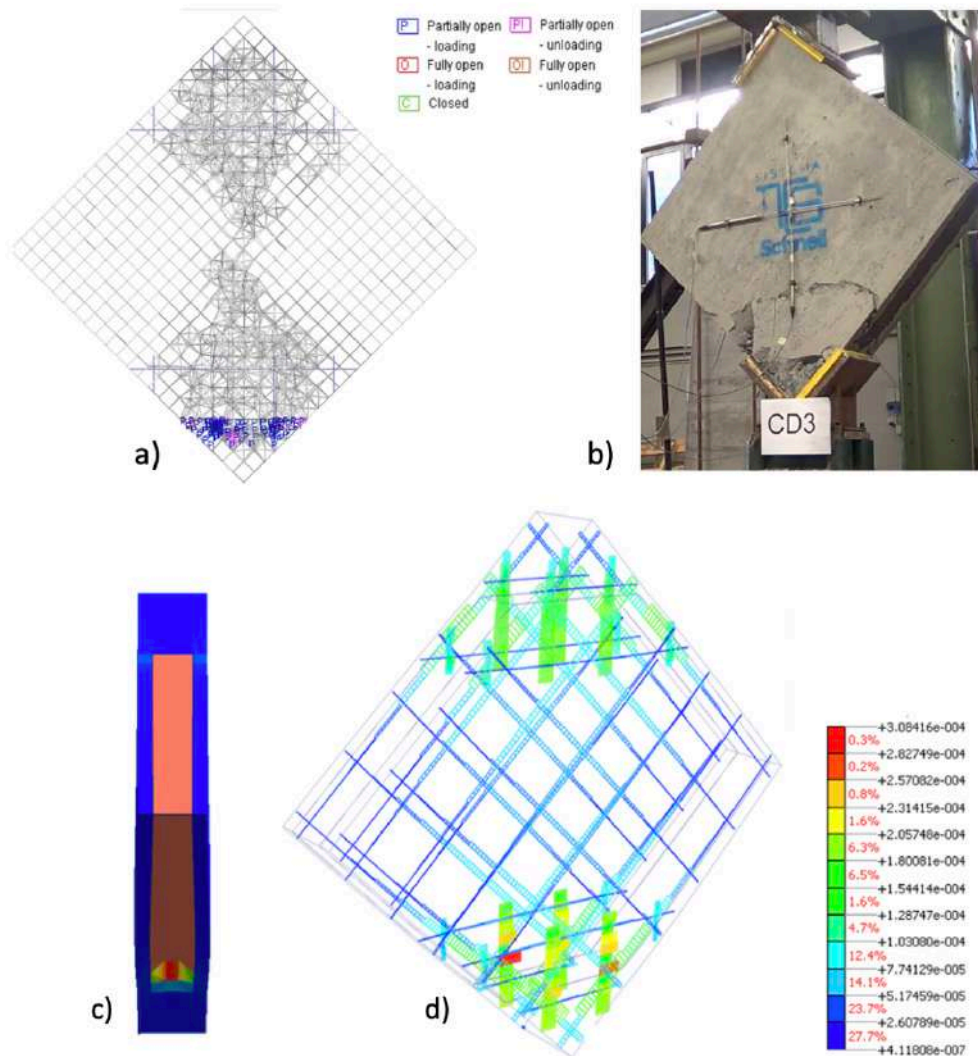 P Partially open
- loading
O Fully open
- loading
C Closed
PI Partially open
- unloading
OI Fully open
- unloading
a)
Schnell
CD3
b)
c)
d)
+3.08416e-004
0.3%
+2.82749e-004
0.2%
+2.57082e-004
0.8%
+2.31415e-004
1.6%
+2.05748e-004
6.3%
+1.80081e-004
6.5%
+1.54414e-004
1.6%
+1.28747e-004
4.7%
+1.03080e-004
12.4%
+7.74129e-005
14.1%
+5.17459e-005
23.7%
+2.60789e-005
27.7%
+4.11808e-007